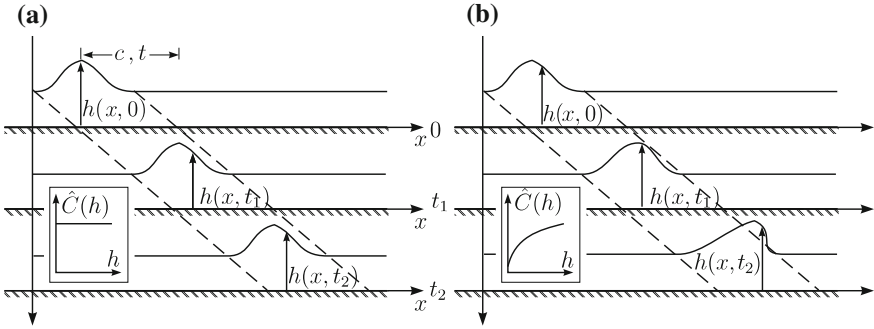 (a)
c , t
h(x, 0)
x 0
h(x, t₁)
Ĉ(h)
h
x t₁
h(x, t₂)
x t₂
(b)
h(x, 0)
h(x, t₁)
Ĉ(h)
h
h(x, t₂)